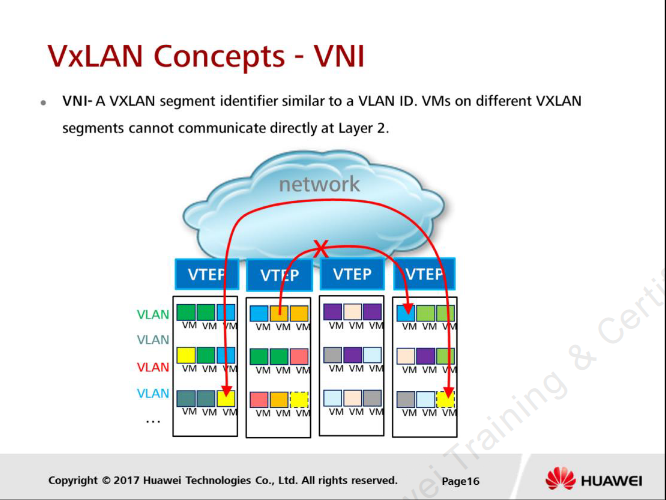 VxLAN Concepts - VNI
• VNI- A VXLAN segment identifier similar to a VLAN ID. VMs on different VXLAN
segments cannot communicate directly at Layer 2.
network
X
VTEP VTEP VTEP VTEP
VLAN
VM VM VM VM VM VM VM VM VM VM VM VM
VLAN
VLAN
VM VM VM VM VM VM VM VM VM VM VM VM
VLAN
VM VM VM VM VM VM VM VM VM VM VM VM
...
Training & Certi
Copyright © 2017 Huawei Technologies Co., Ltd. All rights reserved.
Page16
HUAWEI